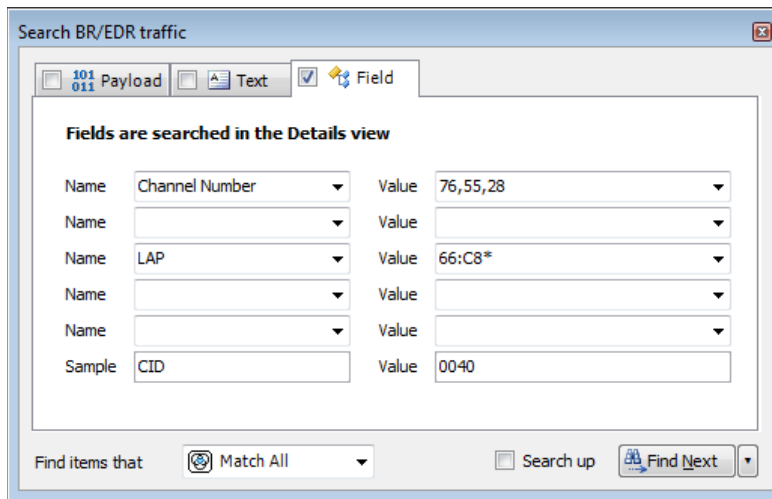 Search BR/EDR traffic
101 011 Payload A Text Field
Fields are searched in the Details view
Name Channel Number Value 76,55,28
Name Value
Name LAP Value 66:C8*
Name Value
Name Value
Sample CID Value 0040
Find items that Match All Search up Find Next